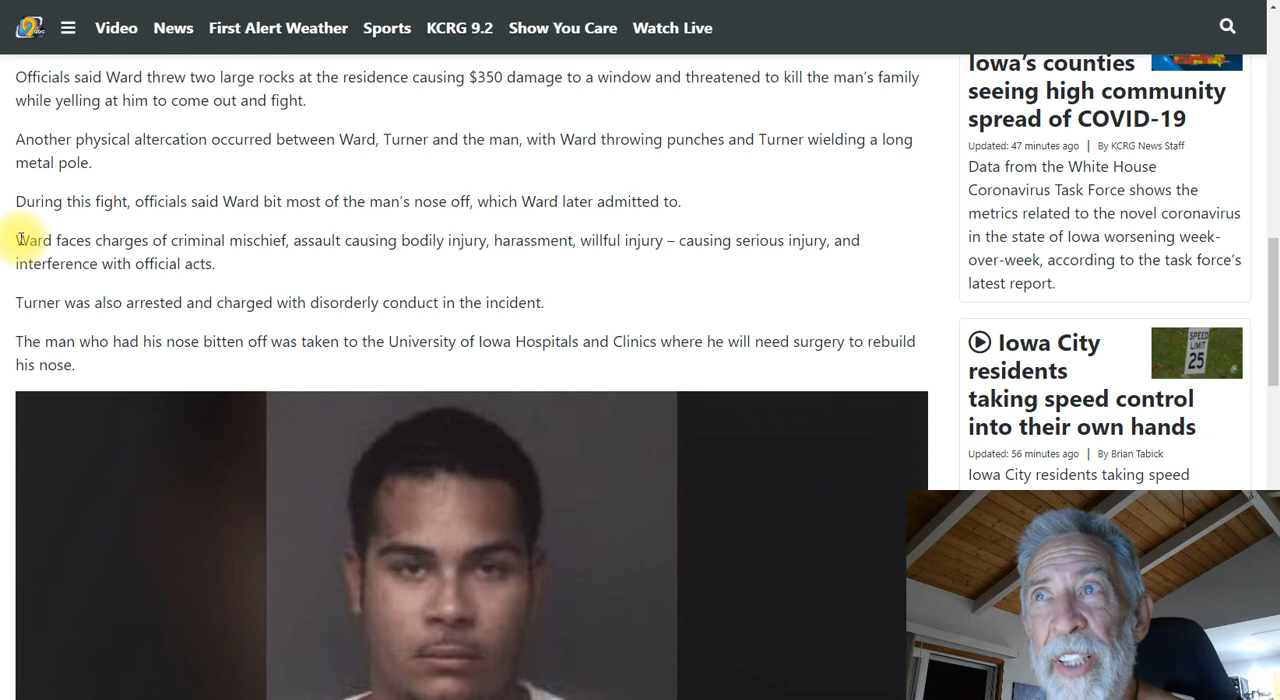 Video News First Alert Weather Sports KCRG 9.2 Show You Care Watch Live
Officials said Ward threw two large rocks at the residence causing $350 damage to a window and threatened to kill the man’s family
while yelling at him to come out and fight.
Another physical altercation occurred between Ward, Turner and the man, with Ward throwing punches and Turner wielding a long
metal pole.
During this fight, officials said Ward bit most of the man’s nose off, which Ward later admitted to.
Ward faces charges of criminal mischief, assault causing bodily injury, harassment, willful injury – causing serious injury, and
interference with official acts.
Turner was also arrested and charged with disorderly conduct in the incident.
The man who had his nose bitten off was taken to the University of Iowa Hospitals and Clinics where he will need surgery to rebuild
his nose.
Iowa’s counties
seeing high community
spread of COVID-19
Updated: 47 minutes ago | By KCRG News Staff
Data from the White House
Coronavirus Task Force shows the
metrics related to the novel coronavirus
in the state of Iowa worsening week-
over-week, according to the task force’s
latest report.
Iowa City
residents
taking speed control
into their own hands
SPEED
LIMIT
25
Updated: 56 minutes ago | By Brian Tabick
Iowa City residents taking speed